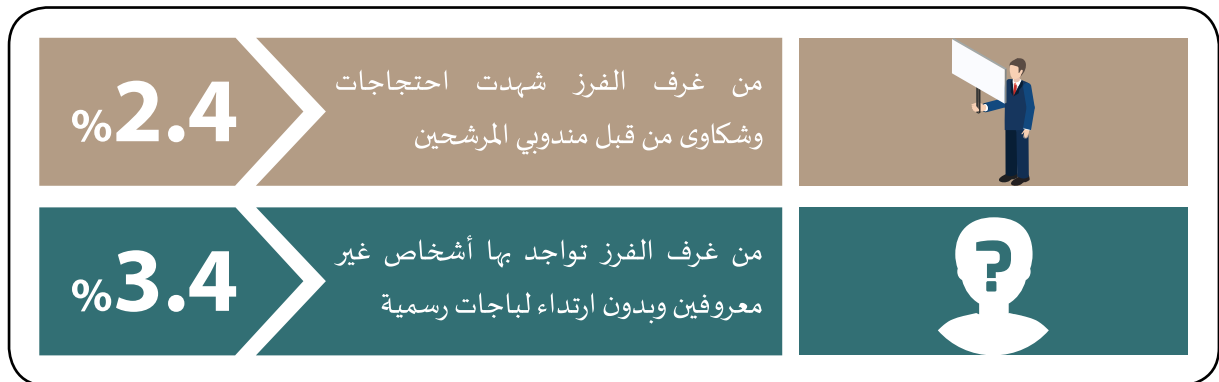 من غرف الفرز شهدت احتجاجات
وشكاوى من قبل مندوبي المرشحين
%2.4
من غرف الفرز تواجد بها أشخاص غير
معروفين وبدون ارتداء لباجات رسمية
%3.4
?